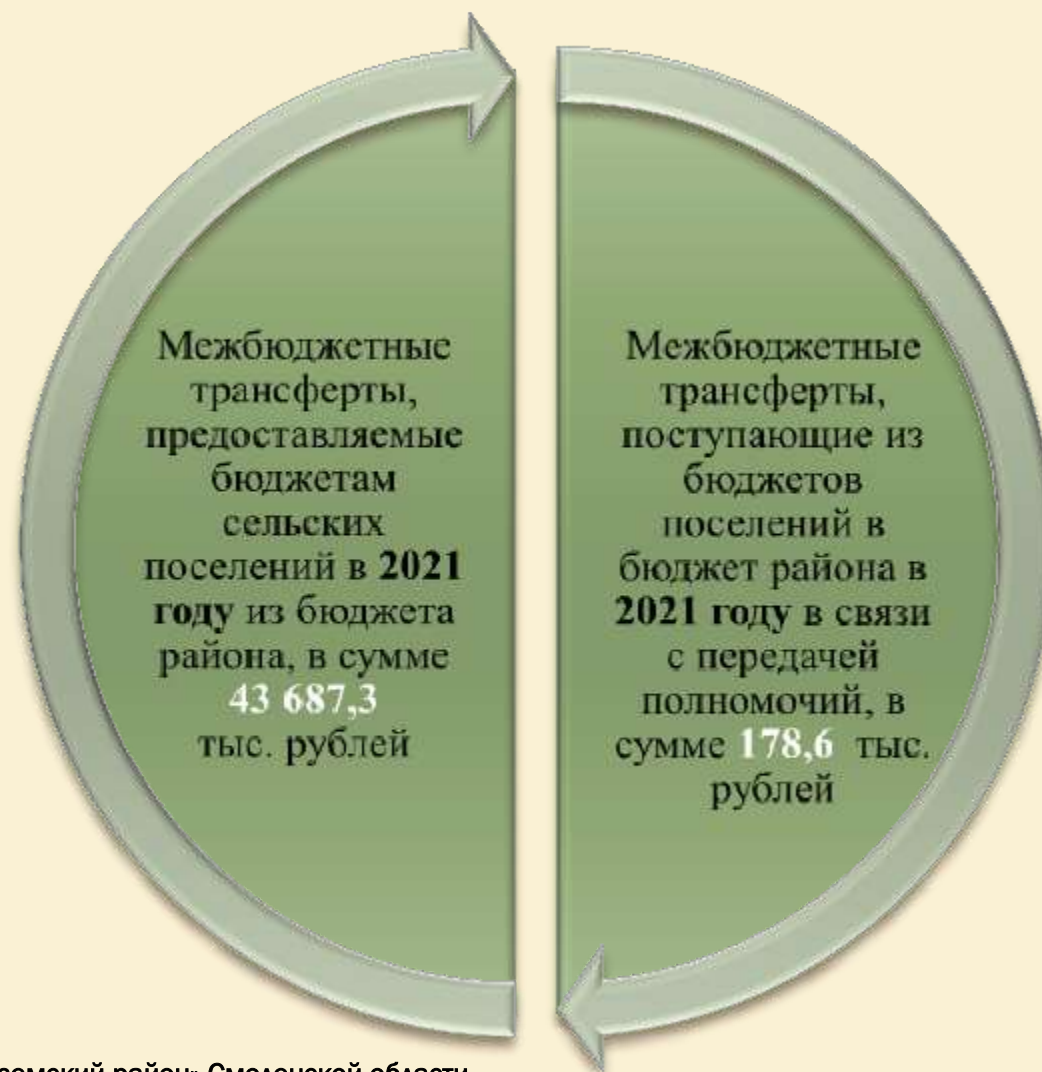 Межбюджетные
трансферты,
предоставляемые
бюджетам
сельских
поселений в 2021
году из бюджета
района, в сумме
43 687,3
тыс. рублей
Межбюджетные
трансферты,
поступающие из
бюджетов
поселений в
бюджет района в
2021 году в связи
с передачей
полномочий, в
сумме 178,6 тыс.
рублей
район» Смоленской области